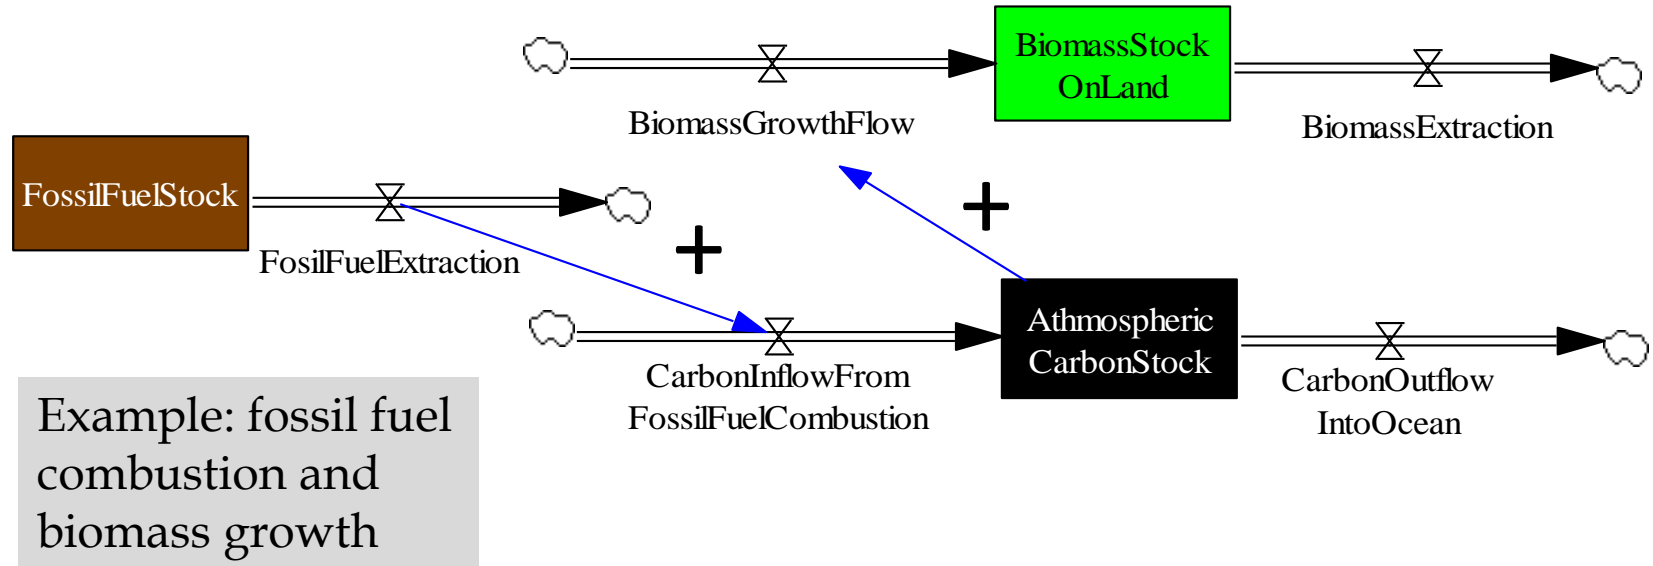 BiomassStock
OnLand
BiomassGrowthFlow
BiomassExtraction
FossilFuelStock
FosilFuelExtraction
+
+
Athmospheric
CarbonStock
CarbonInflowFrom
FossilFuelCombustion
CarbonOutflow
IntoOcean
Example: fossil fuel
combustion and
biomass growth